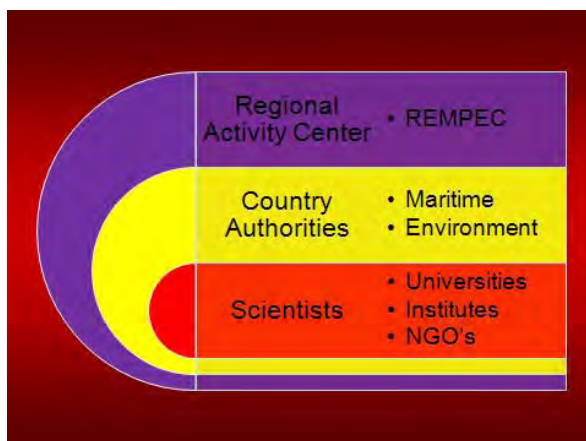 Regional
Activity Center
• REMPEC
Country
Authorities
• Maritime
• Environment
Scientists
• Universities
• Institutes
• NGO's